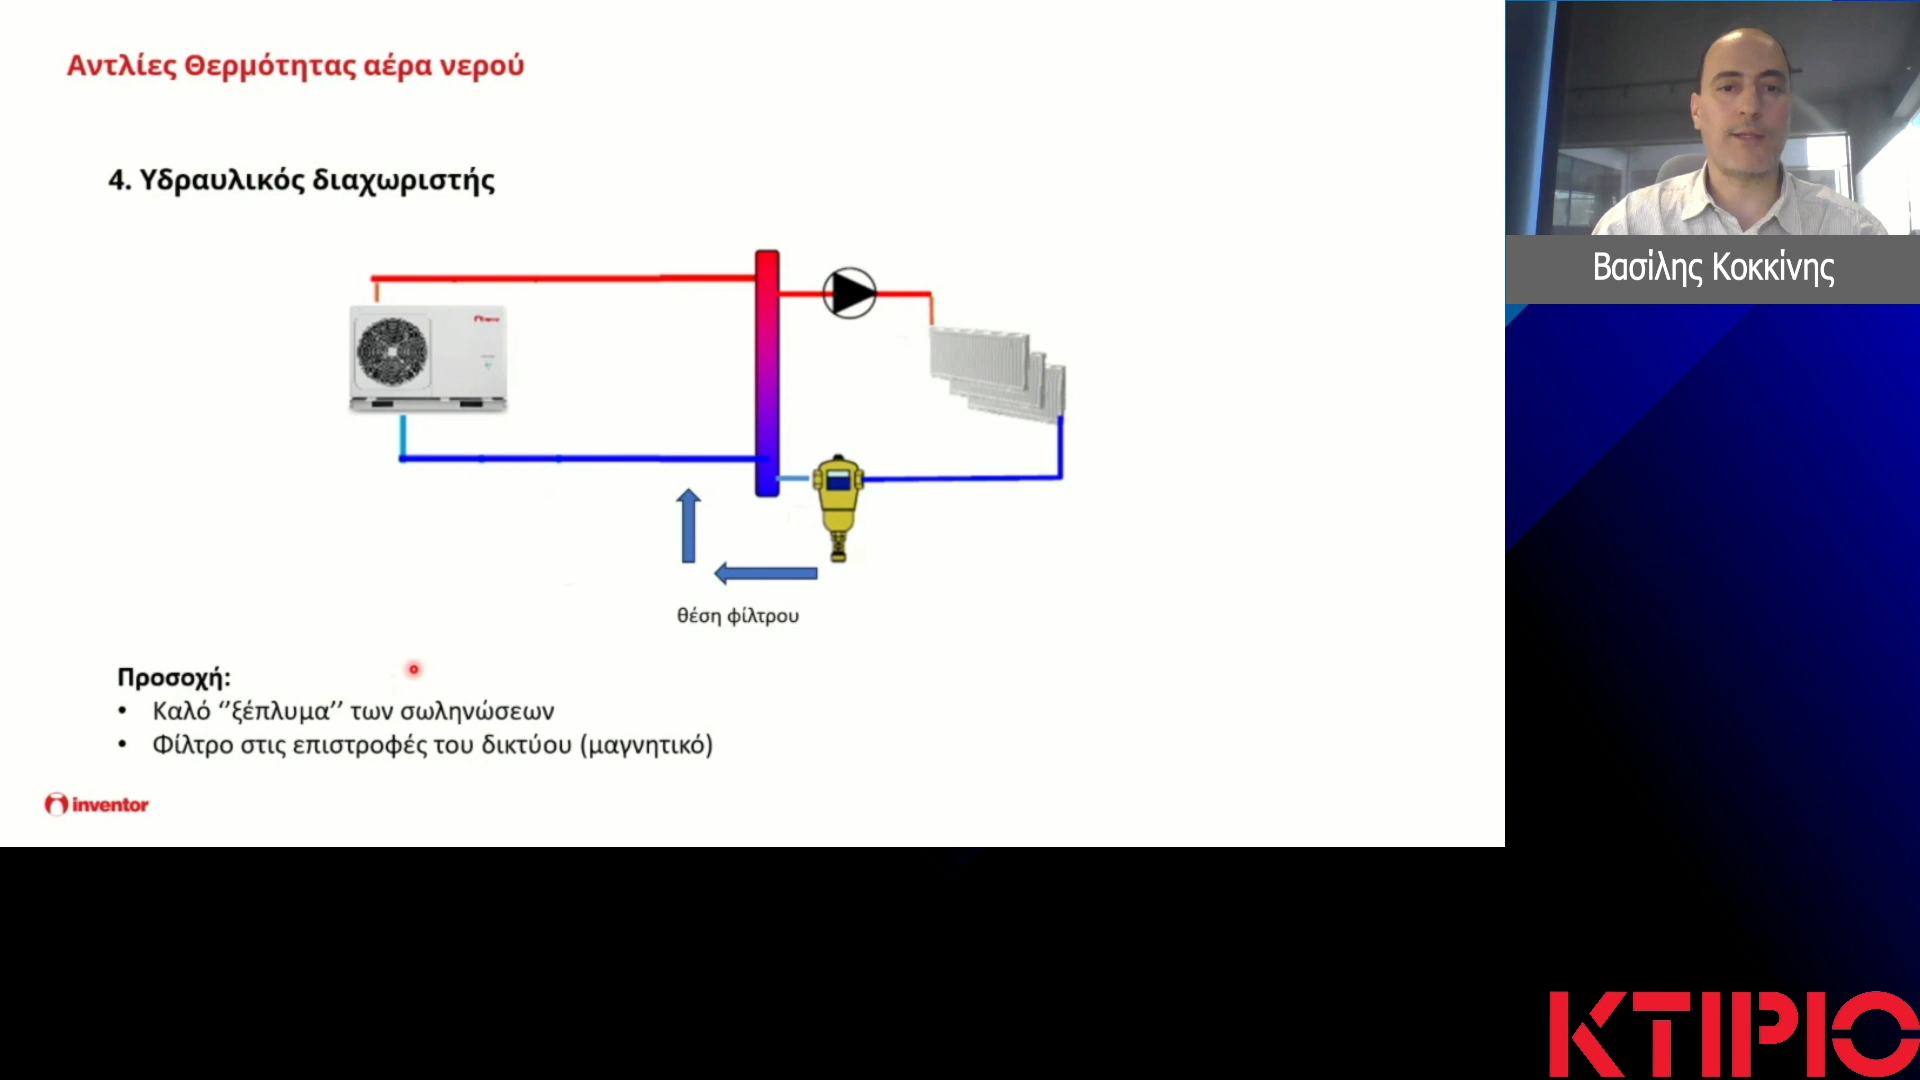 Αντλίες Θερμότητας αέρα νερού
4. Υδραυλικός διαχωριστής
θέση φίλτρου
Προσοχή:
• Καλό ‘’ξέπλυμα’’ των σωληνώσεων
• Φίλτρο στις επιστροφές του δικτύου (μαγνητικό)
inventor
Βασίλης Κοκκίνης
ΚΤΙΡΙΟ